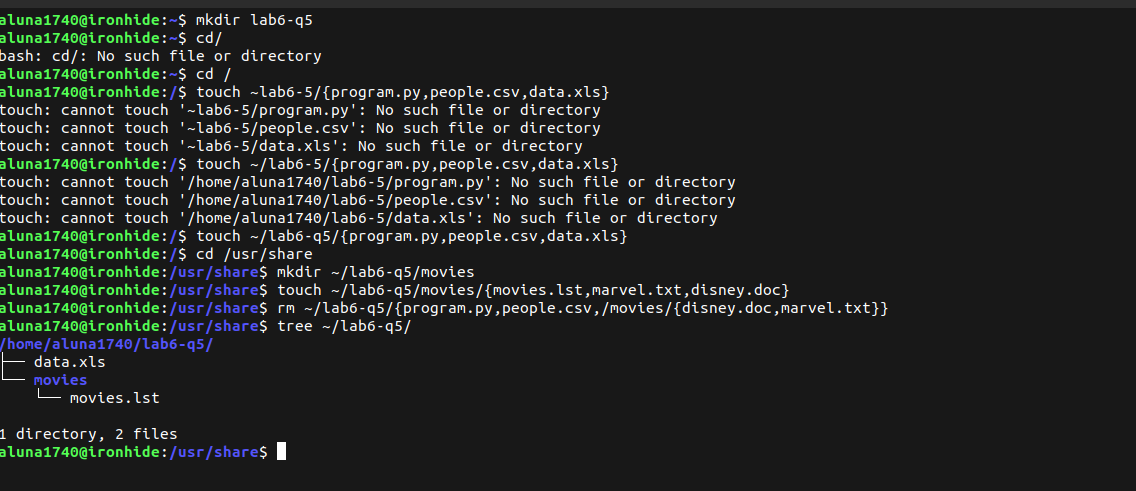 aluna1740@ironhide:~$ mkdir lab6-q5
aluna1740@ironhide:~$ cd/
bash: cd/: No such file or directory
aluna1740@ironhide:~$ cd /
aluna1740@ironhide:/$ touch ~lab6-5/{program.py,people.csv,data.xls}
touch: cannot touch '~lab6-5/program.py': No such file or directory
touch: cannot touch '~lab6-5/people.csv': No such file or directory
touch: cannot touch '~lab6-5/data.xls': No such file or directory
aluna1740@ironhide:/$ touch ~/lab6-5/{program.py,people.csv,data.xls}
touch: cannot touch '/home/aluna1740/lab6-5/program.py': No such file or directory
touch: cannot touch '/home/aluna1740/lab6-5/people.csv': No such file or directory
touch: cannot touch '/home/aluna1740/lab6-5/data.xls': No such file or directory
aluna1740@ironhide:/$ touch ~/lab6-q5/{program.py,people.csv,data.xls}
aluna1740@ironhide:/$ cd /usr/share
aluna1740@ironhide:/usr/share$ mkdir ~/lab6-q5/movies
aluna1740@ironhide:/usr/share$ touch ~/lab6-q5/movies/{movies.lst,marvel.txt,disney.doc}
aluna1740@ironhide:/usr/share$ rm ~/lab6-q5/{program.py,people.csv,/movies/{disney.doc,marvel.txt}}
aluna1740@ironhide:/usr/share$ tree ~/lab6-q5/
/home/aluna1740/lab6-q5/
├── data.xls
└── movies
    └── movies.lst
1 directory, 2 files
aluna1740@ironhide:/usr/share$